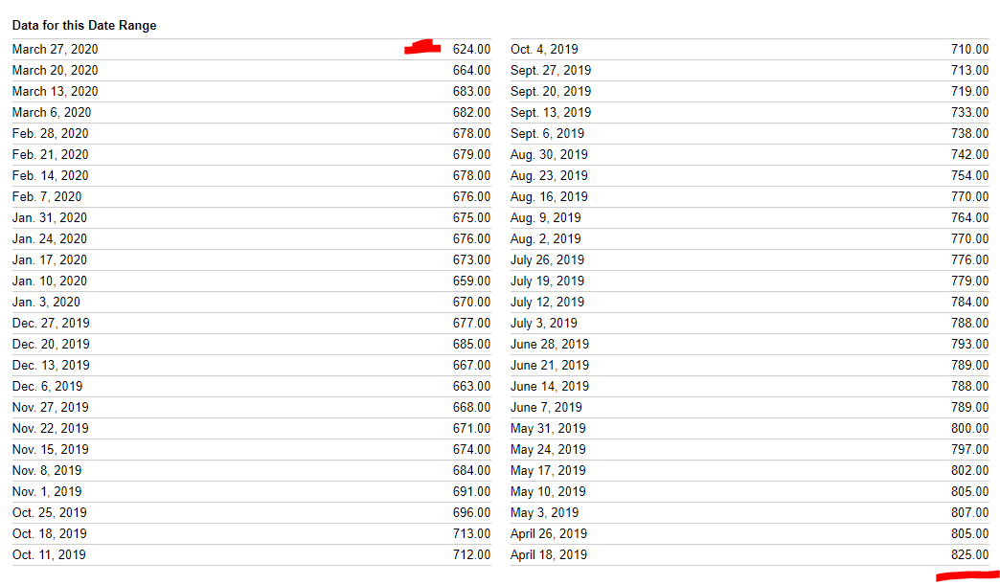 Data for this Date Range
March 27, 2020 624.00
March 20, 2020 664.00
March 13, 2020 683.00
March 6, 2020 682.00
Feb. 28, 2020 678.00
Feb. 21, 2020 679.00
Feb. 14, 2020 678.00
Feb. 7, 2020 676.00
Jan. 31, 2020 675.00
Jan. 24, 2020 676.00
Jan. 17, 2020 673.00
Jan. 10, 2020 659.00
Jan. 3, 2020 670.00
Dec. 27, 2019 677.00
Dec. 20, 2019 685.00
Dec. 13, 2019 667.00
Dec. 6, 2019 663.00
Nov. 27, 2019 668.00
Nov. 22, 2019 671.00
Nov. 15, 2019 674.00
Nov. 8, 2019 684.00
Nov. 1, 2019 691.00
Oct. 25, 2019 696.00
Oct. 18, 2019 713.00
Oct. 11, 2019 712.00
Oct. 4, 2019 710.00
Sept. 27, 2019 713.00
Sept. 20, 2019 719.00
Sept. 13, 2019 733.00
Sept. 6, 2019 738.00
Aug. 30, 2019 742.00
Aug. 23, 2019 754.00
Aug. 16, 2019 770.00
Aug. 9, 2019 764.00
Aug. 2, 2019 770.00
July 26, 2019 776.00
July 19, 2019 779.00
July 12, 2019 784.00
July 3, 2019 788.00
June 28, 2019 793.00
June 21, 2019 789.00
June 14, 2019 788.00
June 7, 2019 789.00
May 31, 2019 800.00
May 24, 2019 797.00
May 17, 2019 802.00
May 10, 2019 805.00
May 3, 2019 807.00
April 26, 2019 805.00
April 18, 2019 825.00